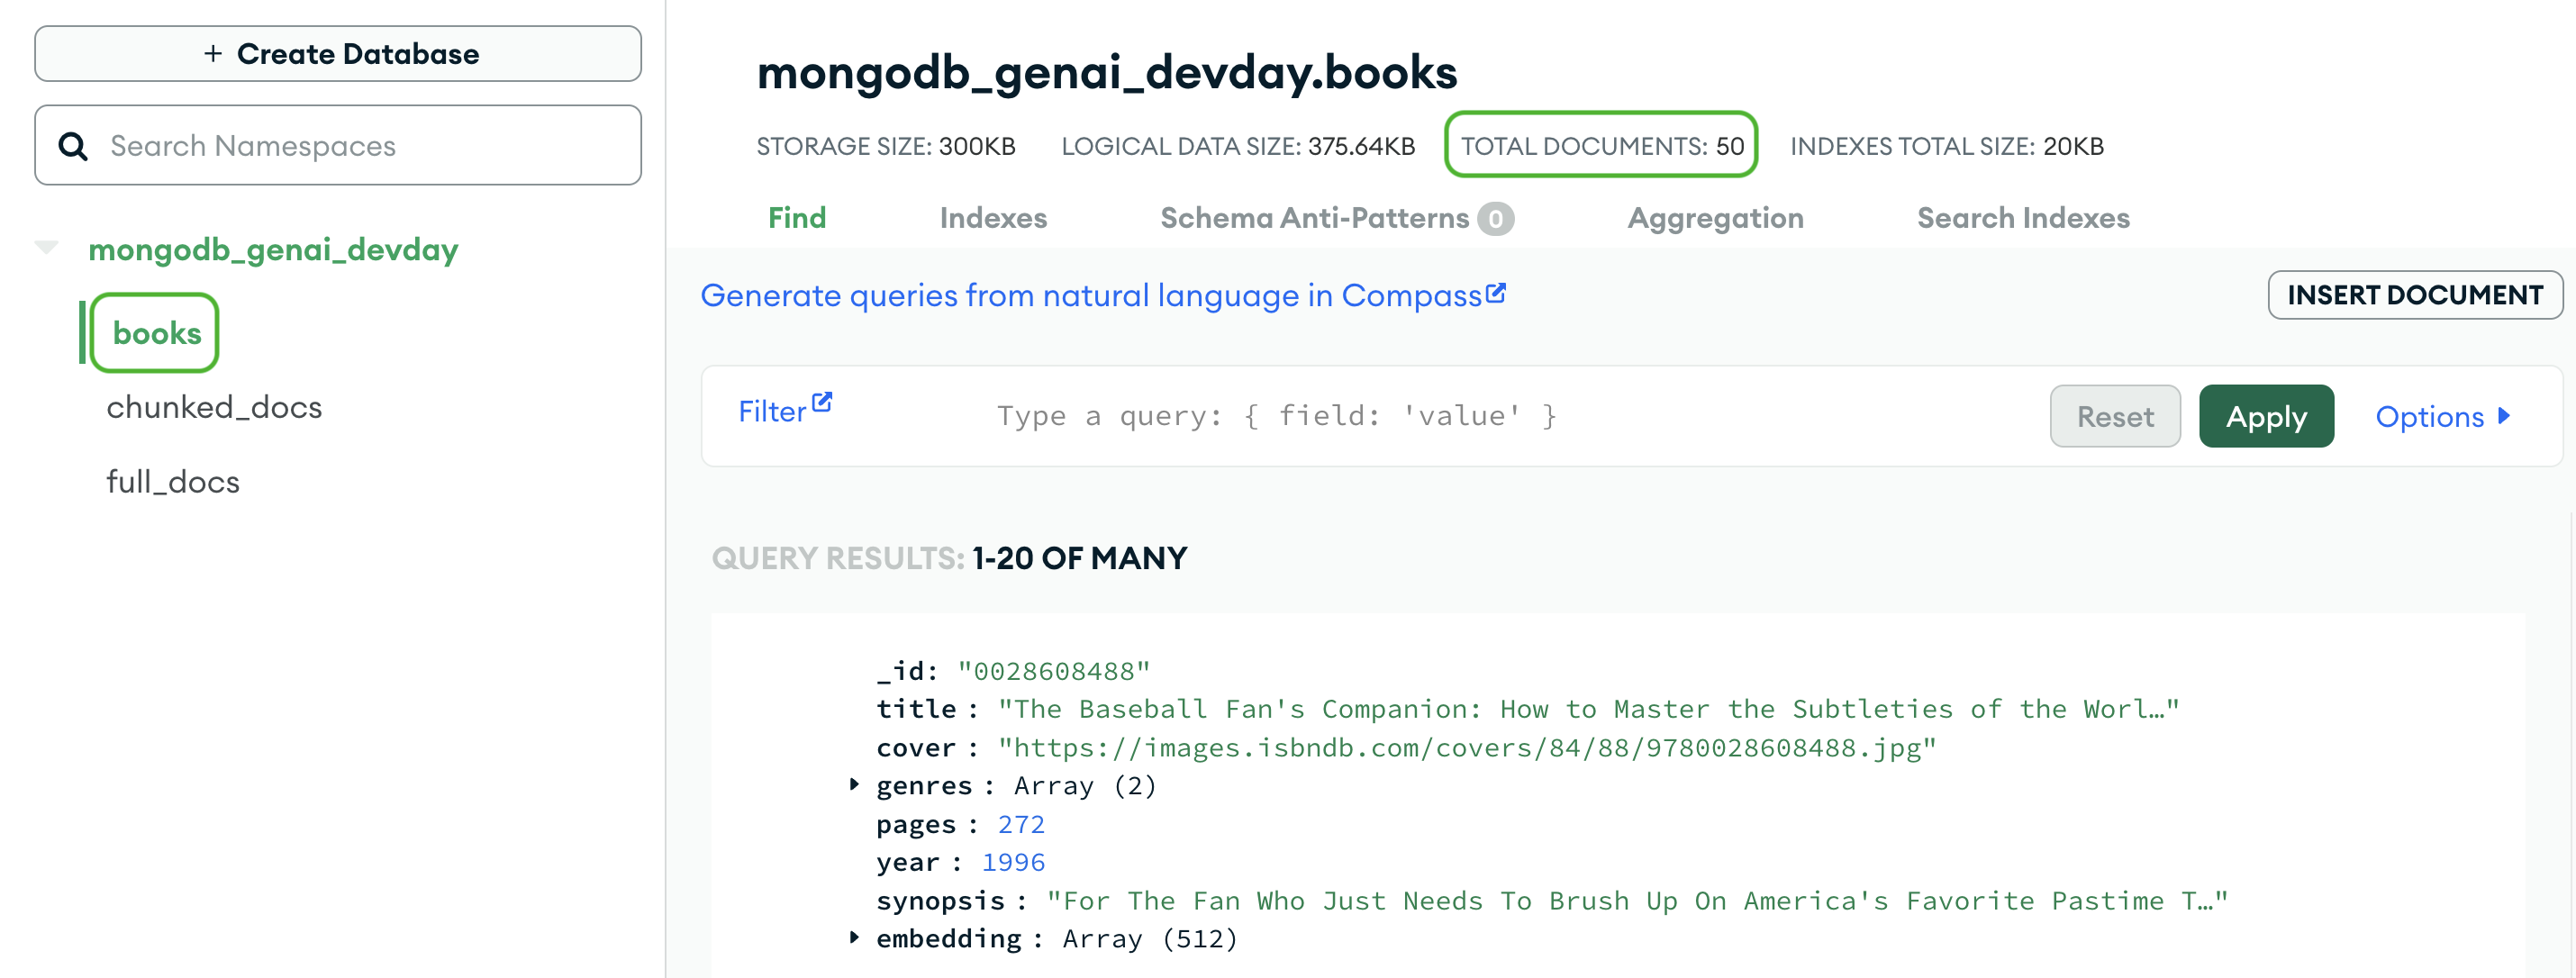 + Create Database
Search Namespaces
mongodb_genai_devday
books
chunked_docs
full_docs
mongodb_genai_devday.books
STORAGE SIZE: 300KB LOGICAL DATA SIZE: 375.64KB TOTAL DOCUMENTS: 50 INDEXES TOTAL SIZE: 20KB
Find Indexes Schema Anti-Patterns 0 Aggregation Search Indexes
Generate queries from natural language in Compass
INSERT DOCUMENT
Filter Type a query: { field: 'value' } Reset Apply Options
QUERY RESULTS: 1-20 OF MANY
_id: "0028608488"
title : "The Baseball Fan's Companion: How to Master the Subtleties of the Worl…"
cover : "https://images.isbndb.com/covers/84/88/9780028608488.jpg"
genres : Array (2)
pages : 272
year : 1996
synopsis : "For The Fan Who Just Needs To Brush Up On America's Favorite Pastime T…"
embedding : Array (512)